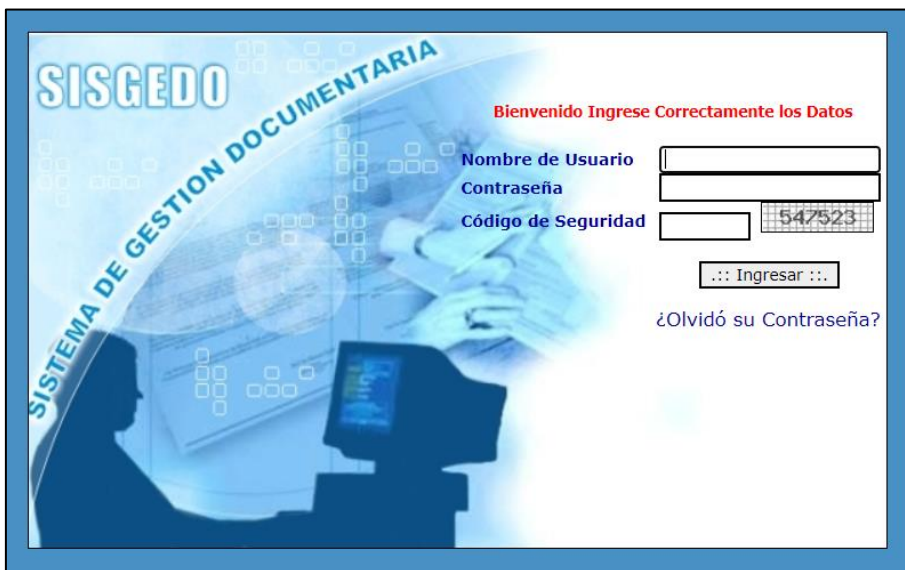 SISGEDO
SISTEMA DE GESTION DOCUMENTARIA
Bienvenido Ingrese Correctamente los Datos
Nombre de Usuario
Contraseña
Código de Seguridad
547523
.:: Ingresar ::.
¿Olvidó su Contraseña?